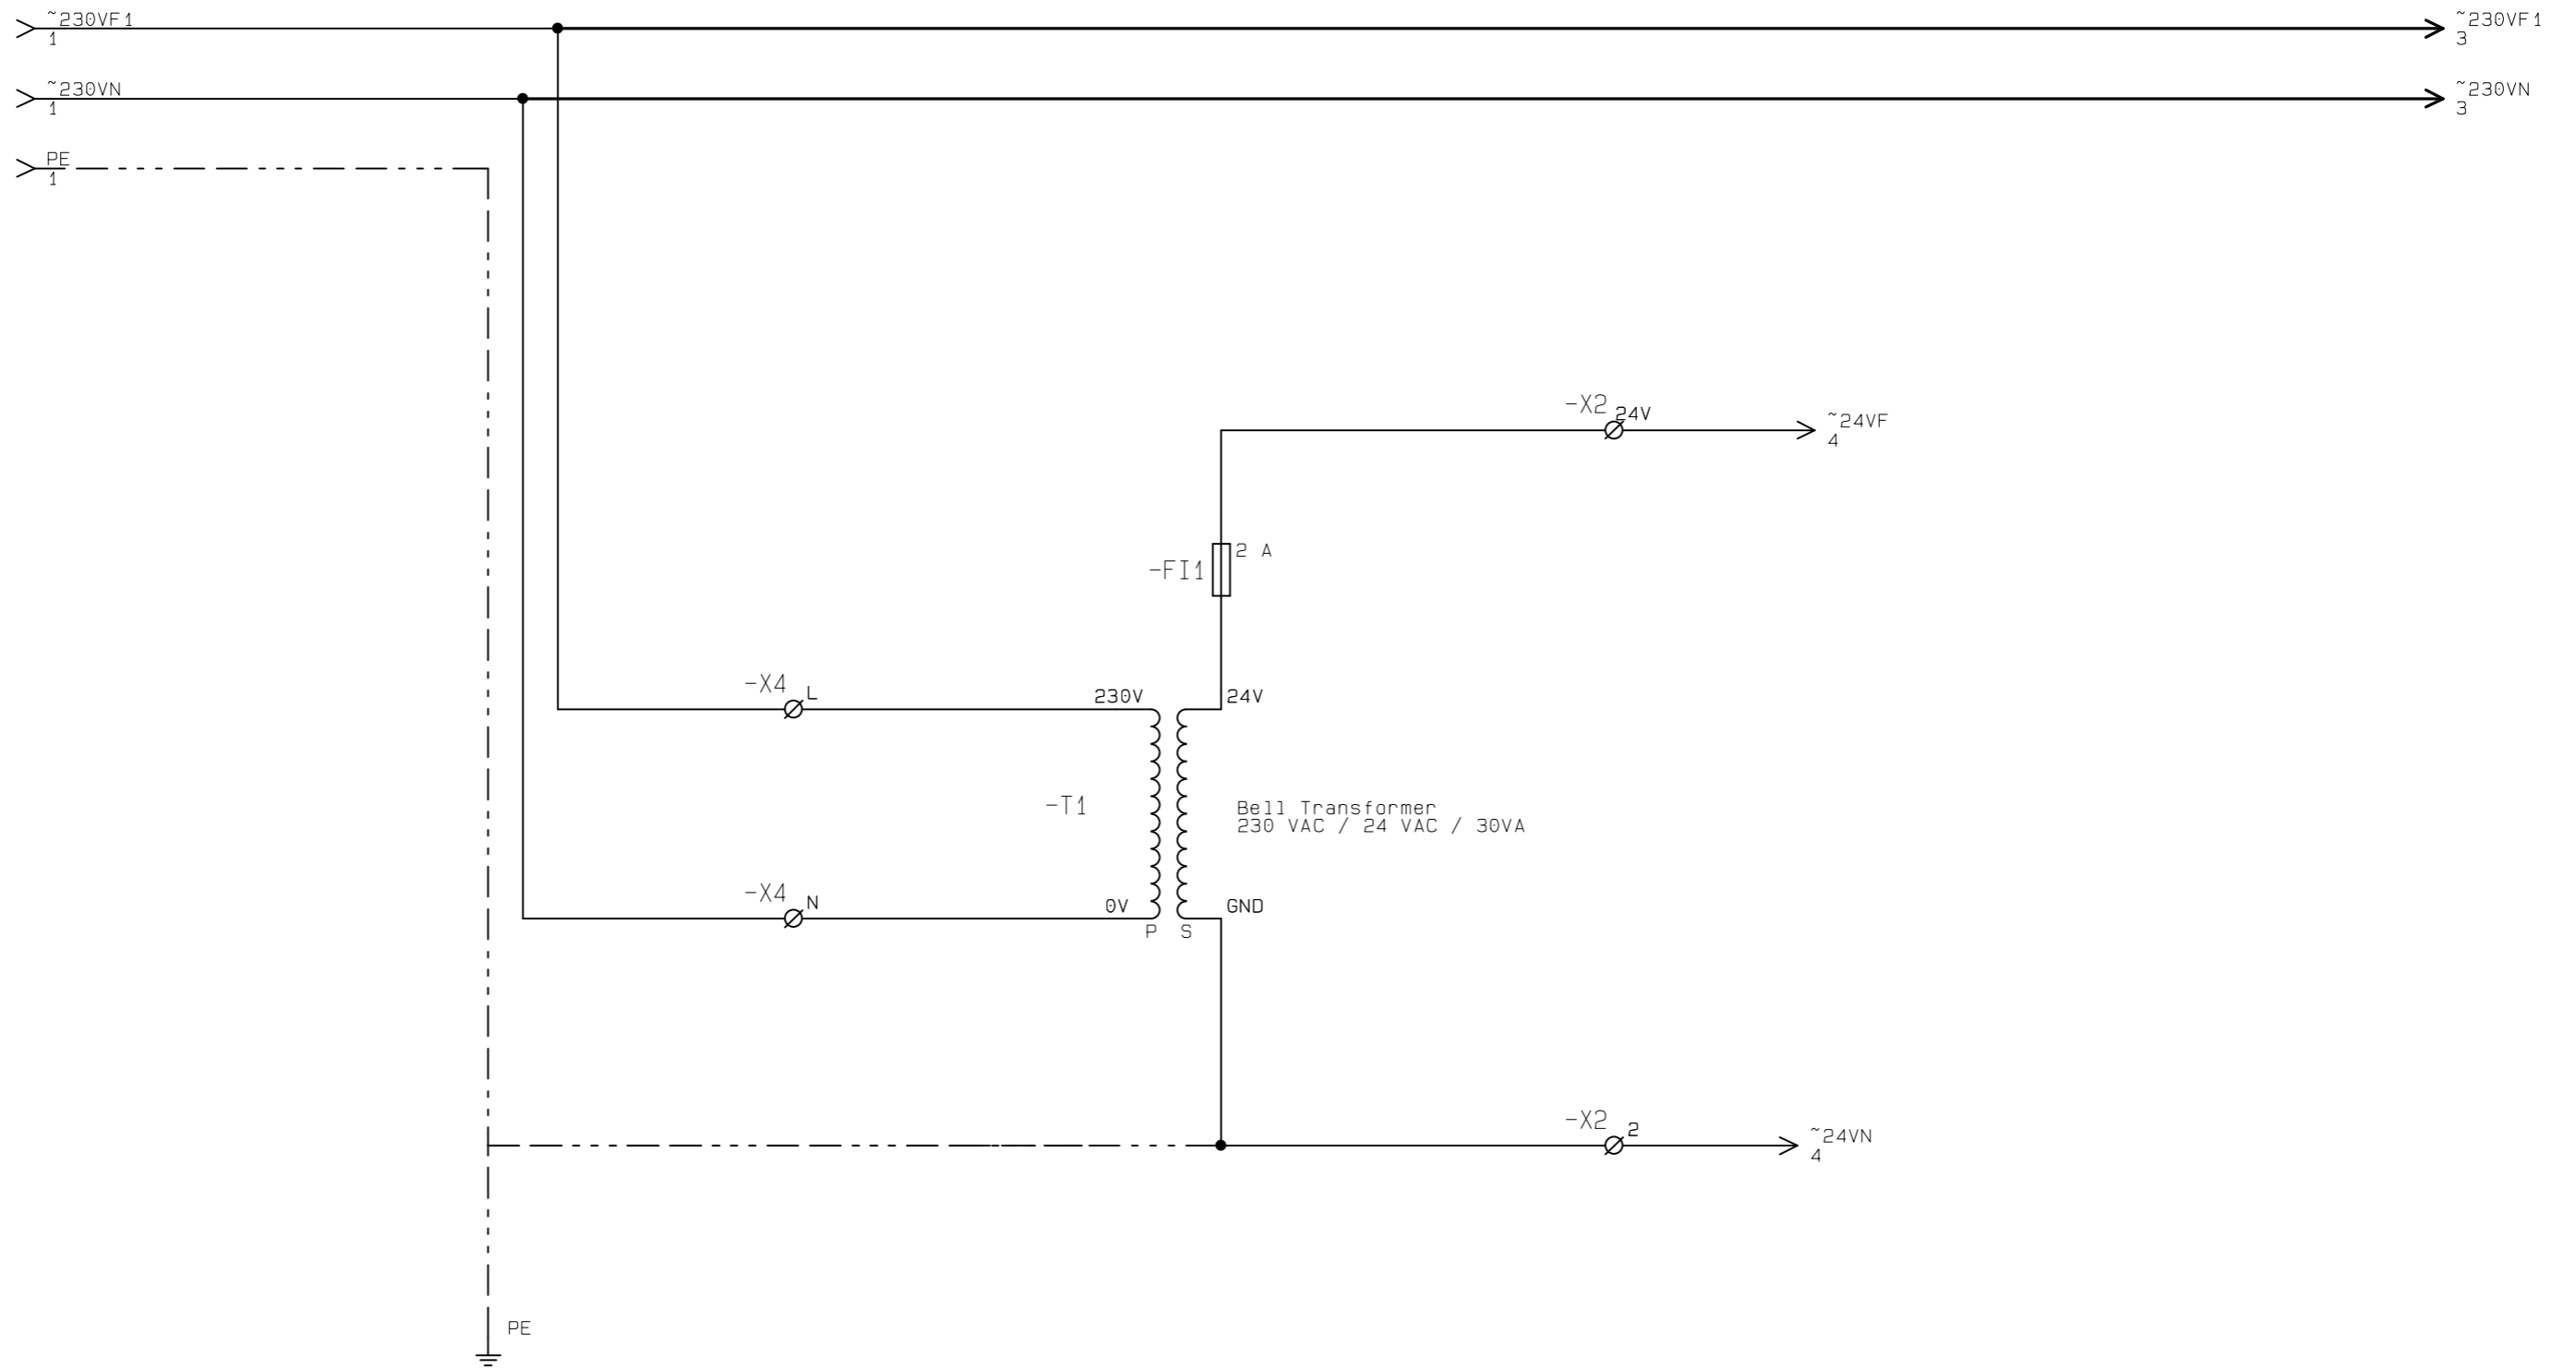 ~230VF1
1
~230VF1
3
~230VN
1
~230VN
3
PE
1
-X2 24V
~24VF
4
2 A
-FI1
-X4 L
230V
24V
-T1
Bell Transformer
230 VAC / 24 VAC / 30VA
-X4 N
0V
GND
P S
-X2 2
~24VN
4
PE